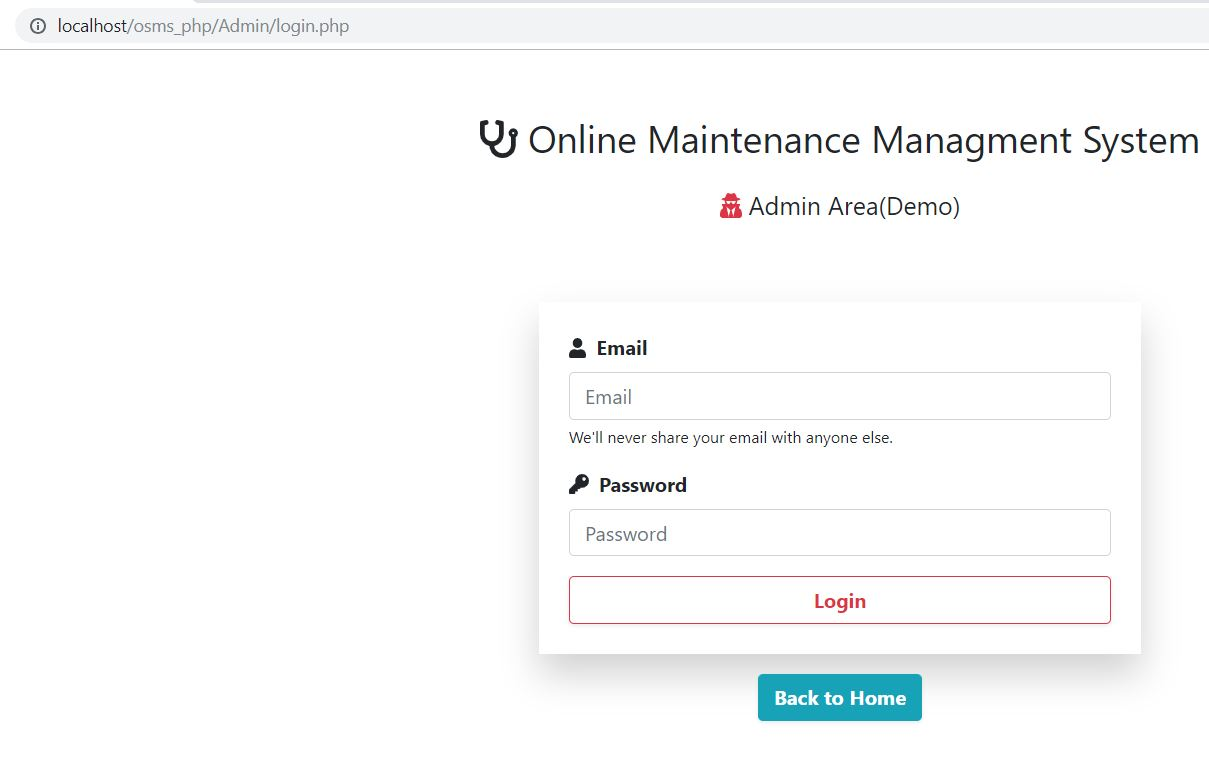 localhost/osms_php/Admin/login.php
Online Maintenance Managment System
Admin Area(Demo)
Email
Email
We'll never share your email with anyone else.
Password
Password
Login
Back to Home